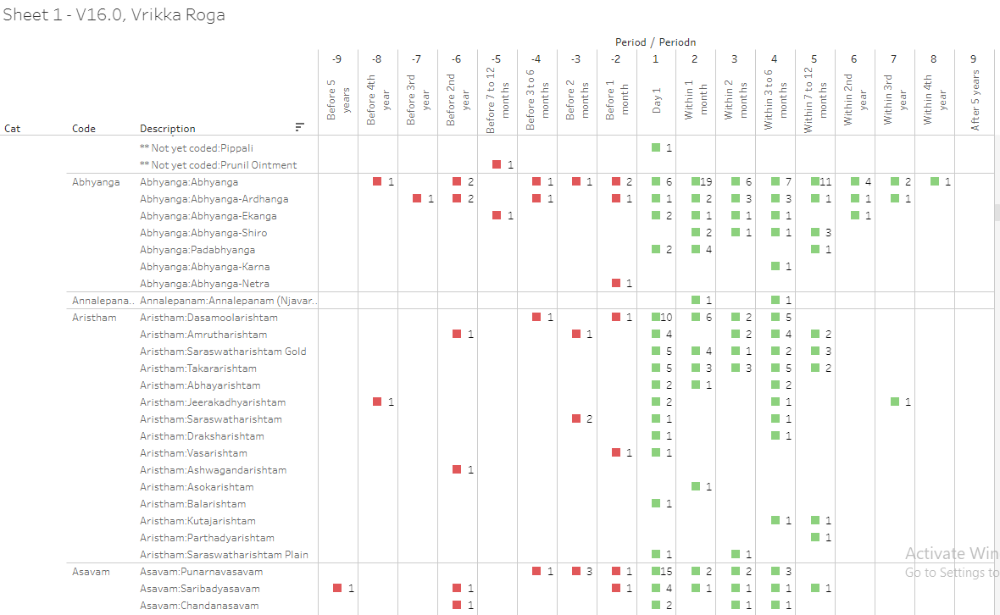 Sheet 1 - V16.0, Vrikka Roga
Period / Periodn
-9 -8 -7 -6 -5 -4 -3 -2 1 2 3 4 5 6 7 8 9
Before 5 years
Before 4th year
Before 3rd year
Before 2nd year
Before 7 to 12 months
Before 3 to 6 months
Before 2 months
Before 1 month
Day 1
Within 1 month
Within 2 months
Within 3 to 6 months
Within 7 to 12 months
Within 2nd year
Within 3rd year
Within 4th year
After 5 years
Cat Code Description
** Not yet coded:Pippali 1
** Not yet coded:Prunil Ointment 1
Abhyanga Abhyanga:Abhyanga 1 2 1 1 2 6 19 6 7 11 4 2 1
Abhyanga:Abhyanga-Ardhanga 1 2 1 1 1 2 3 3 1 1 1
Abhyanga:Abhyanga-Ekanga 1 2 1 1 1 1
Abhyanga:Abhyanga-Shiro 2 1 1 3
Abhyanga:Padabhyanga 2 4 1
Abhyanga:Abhyanga-Karna 1
Abhyanga:Abhyanga-Netra 1
Annalepana.. Annalepanam:Annalepanam (Njavar.. 1 1
Aristham Aristham:Dasamoolarishtam 1 1 10 6 2 5
Aristham:Amrutharishtam 1 1 4 2 4 2
Aristham:Saraswatharishtam Gold 5 4 1 2 3
Aristham:Takararishtam 5 3 3 5 2
Aristham:Abhayarishtam 2 1 2
Aristham:Jeerakadhyarishtam 1 2 1 1
Aristham:Saraswatharishtam 2 1 1
Aristham:Draksharishtam 1 1
Aristham:Vasarishtam 1 1
Aristham:Ashwagandarishtam 1
Aristham:Asokarishtam 1
Aristham:Balarishtam 1
Aristham:Kutajarishtam 1 1
Aristham:Parthadyarishtam 1
Aristham:Saraswatharishtam Plain 1 1
Asavam Asavam:Punarnavasavam 1 3 1 15 2 2 3
Asavam:Saribadyasavam 1 1 1 4 1 1 1 1
Asavam:Chandanasavam 1 2 1 1
Activate Win
Go to Settings to